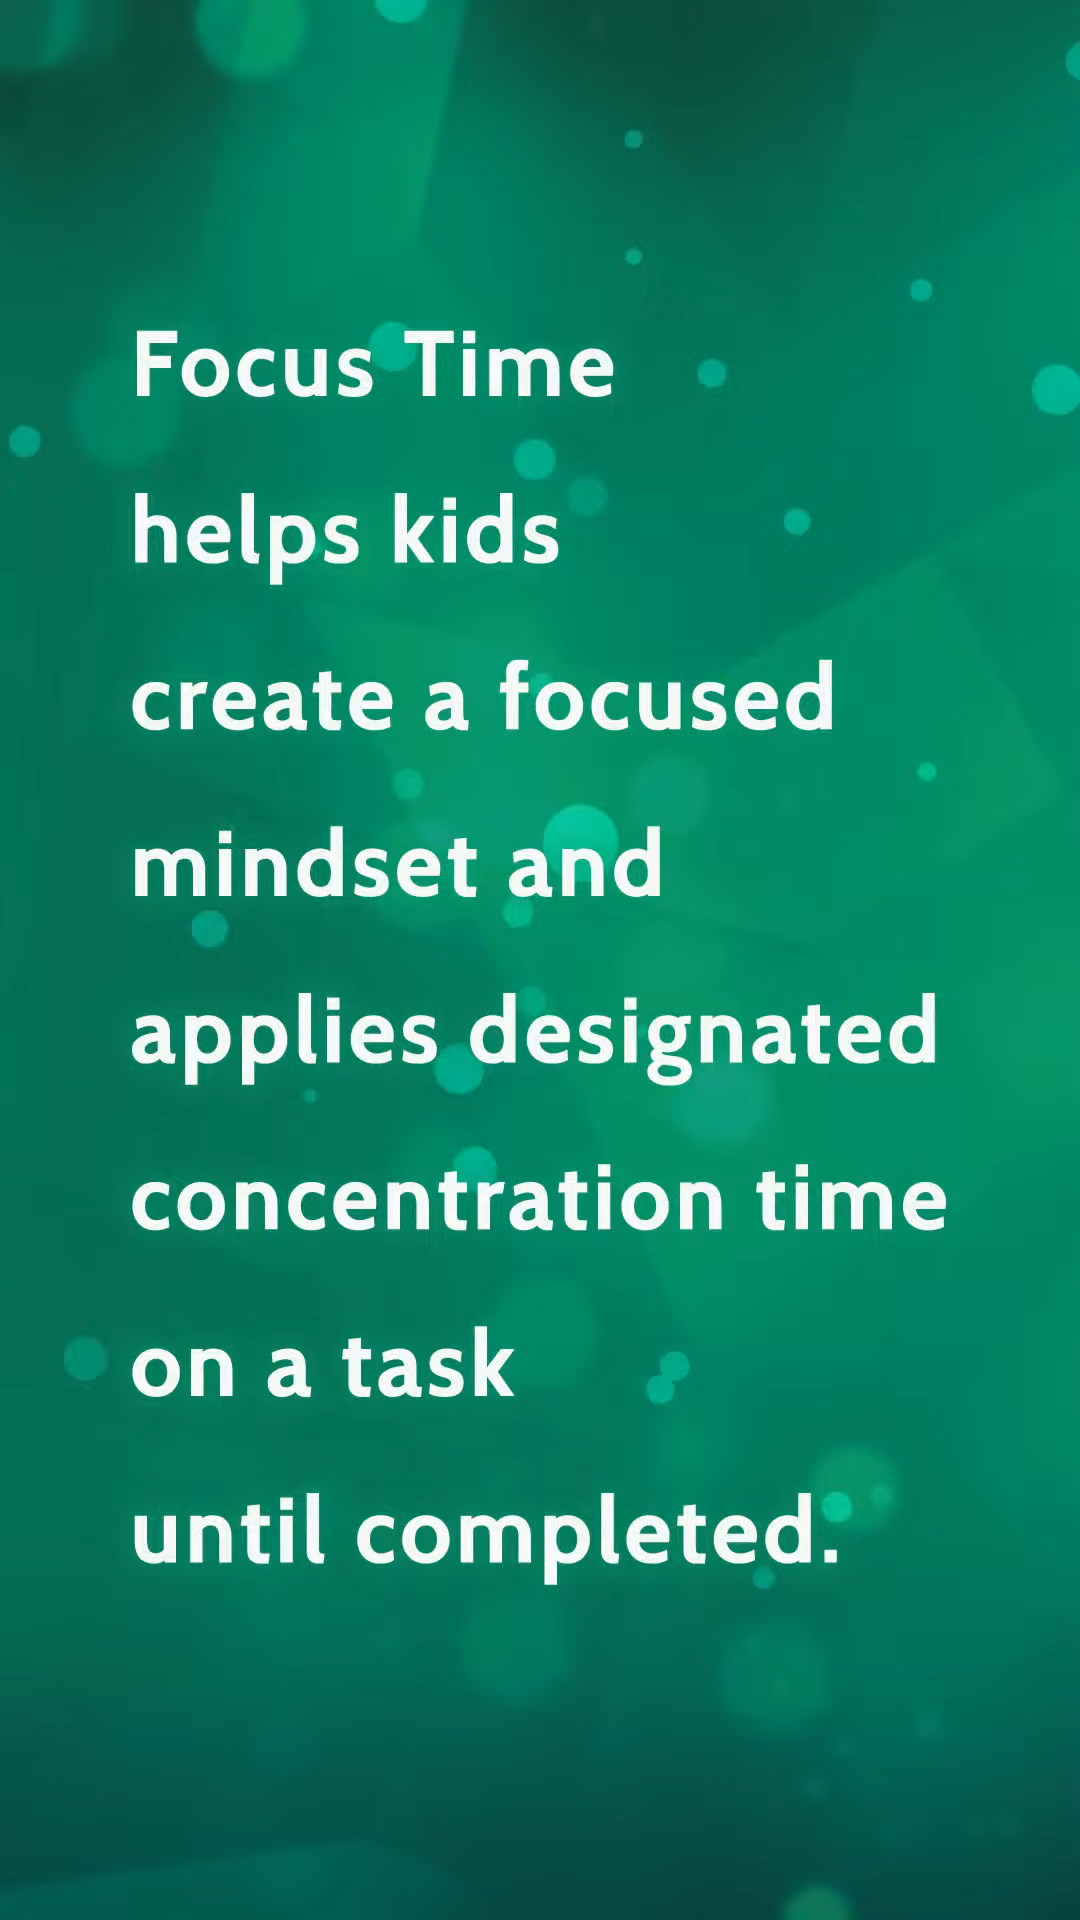 Focus Time
helps kids
create a focused
mindset and
applies designated
concentration time
on a task
until completed.